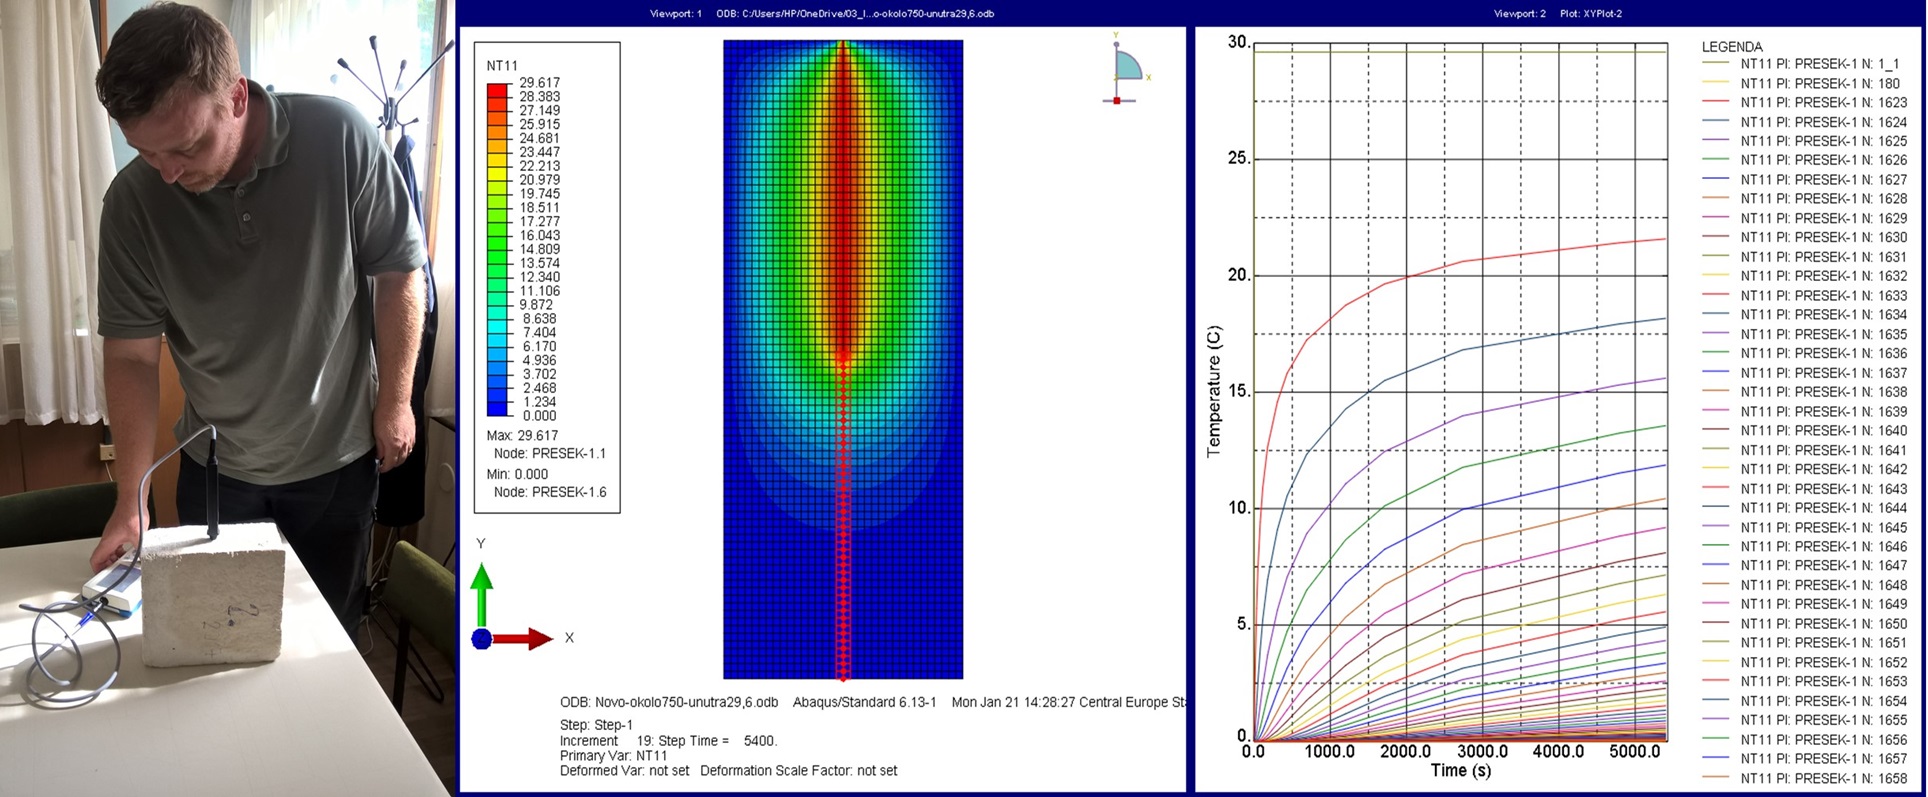 Viewport: 1 ODB: C:/Users/HP/OneDrive/03_I...o-okolo750-unutra29,6.odb
NT11
29.617
28.383
27.149
25.915
24.681
23.447
22.213
20.979
19.745
18.511
17.277
16.043
14.809
13.574
12.340
11.106
9.872
8.638
7.404
6.170
4.936
3.702
2.468
1.234
0.000
Max: 29.617
Node: PRESEK-1.1
Min: 0.000
Node: PRESEK-1.6
Y
X
Y
X
ODB: Novo-okolo750-unutra29,6.odb Abaqus/Standard 6.13-1 Mon Jan 21 14:28:27 Central Europe Sta
Step: Step-1
Increment 19: Step Time = 5400.
Primary Var: NT11
Deformed Var: not set Deformation Scale Factor: not set
Viewport: 2 Plot: XYPlot-2
30.
25.
20.
15.
10.
5.
0.
Temperature (C)
0.0 1000.0 2000.0 3000.0 4000.0 5000.0
Time (s)
LEGENDA
NT11 PI: PRESEK-1 N: 1_1
NT11 PI: PRESEK-1 N: 180
NT11 PI: PRESEK-1 N: 1623
NT11 PI: PRESEK-1 N: 1624
NT11 PI: PRESEK-1 N: 1625
NT11 PI: PRESEK-1 N: 1626
NT11 PI: PRESEK-1 N: 1627
NT11 PI: PRESEK-1 N: 1628
NT11 PI: PRESEK-1 N: 1629
NT11 PI: PRESEK-1 N: 1630
NT11 PI: PRESEK-1 N: 1631
NT11 PI: PRESEK-1 N: 1632
NT11 PI: PRESEK-1 N: 1633
NT11 PI: PRESEK-1 N: 1634
NT11 PI: PRESEK-1 N: 1635
NT11 PI: PRESEK-1 N: 1636
NT11 PI: PRESEK-1 N: 1637
NT11 PI: PRESEK-1 N: 1638
NT11 PI: PRESEK-1 N: 1639
NT11 PI: PRESEK-1 N: 1640
NT11 PI: PRESEK-1 N: 1641
NT11 PI: PRESEK-1 N: 1642
NT11 PI: PRESEK-1 N: 1643
NT11 PI: PRESEK-1 N: 1644
NT11 PI: PRESEK-1 N: 1645
NT11 PI: PRESEK-1 N: 1646
NT11 PI: PRESEK-1 N: 1647
NT11 PI: PRESEK-1 N: 1648
NT11 PI: PRESEK-1 N: 1649
NT11 PI: PRESEK-1 N: 1650
NT11 PI: PRESEK-1 N: 1651
NT11 PI: PRESEK-1 N: 1652
NT11 PI: PRESEK-1 N: 1653
NT11 PI: PRESEK-1 N: 1654
NT11 PI: PRESEK-1 N: 1655
NT11 PI: PRESEK-1 N: 1656
NT11 PI: PRESEK-1 N: 1657
NT11 PI: PRESEK-1 N: 1658